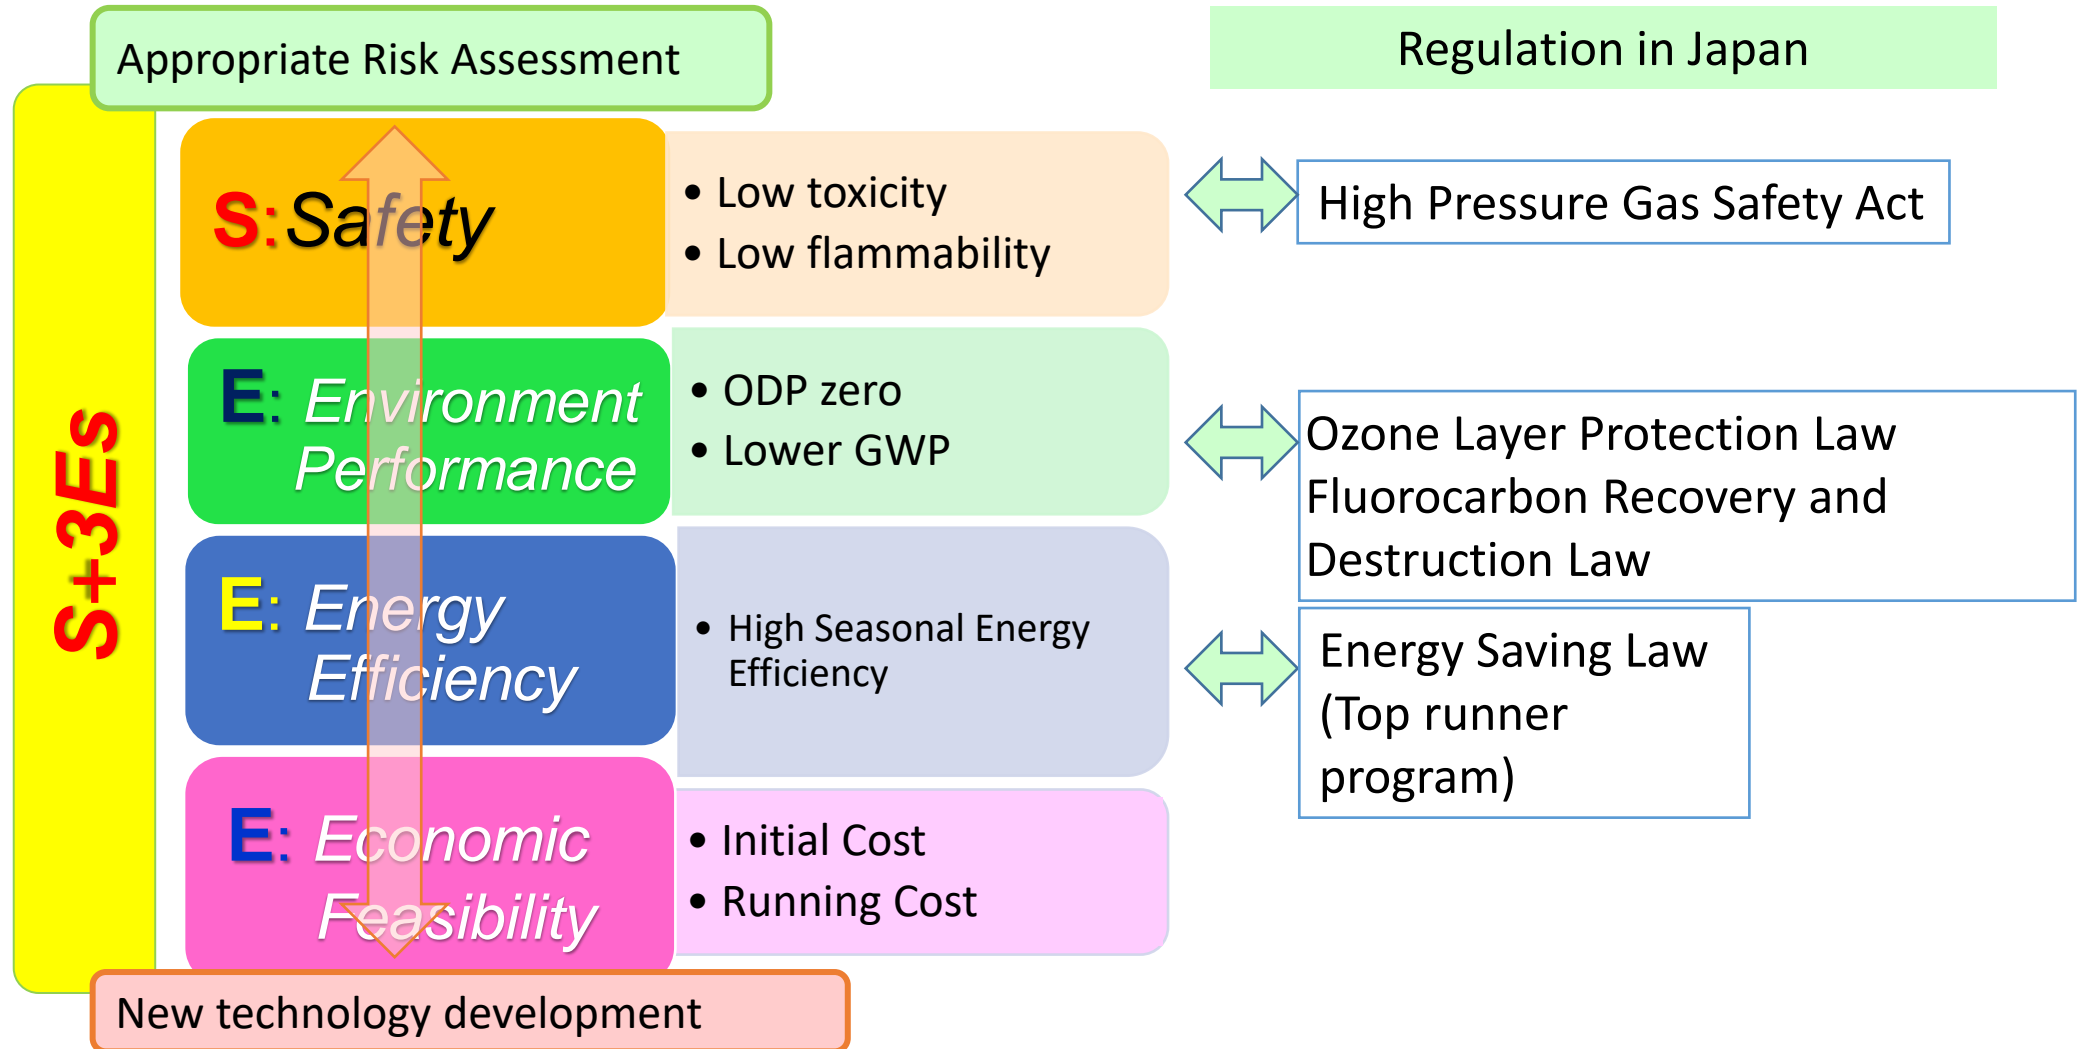 Appropriate Risk Assessment
Regulation in Japan
S+3Es
S: Safety
• Low toxicity
• Low flammability
High Pressure Gas Safety Act
E: Environment
Performance
• ODP zero
• Lower GWP
Ozone Layer Protection Law
Fluorocarbon Recovery and
Destruction Law
E: Energy
Efficiency
• High Seasonal Energy
Efficiency
Energy Saving Law
(Top runner
program)
E: Economic
Feasibility
• Initial Cost
• Running Cost
New technology development